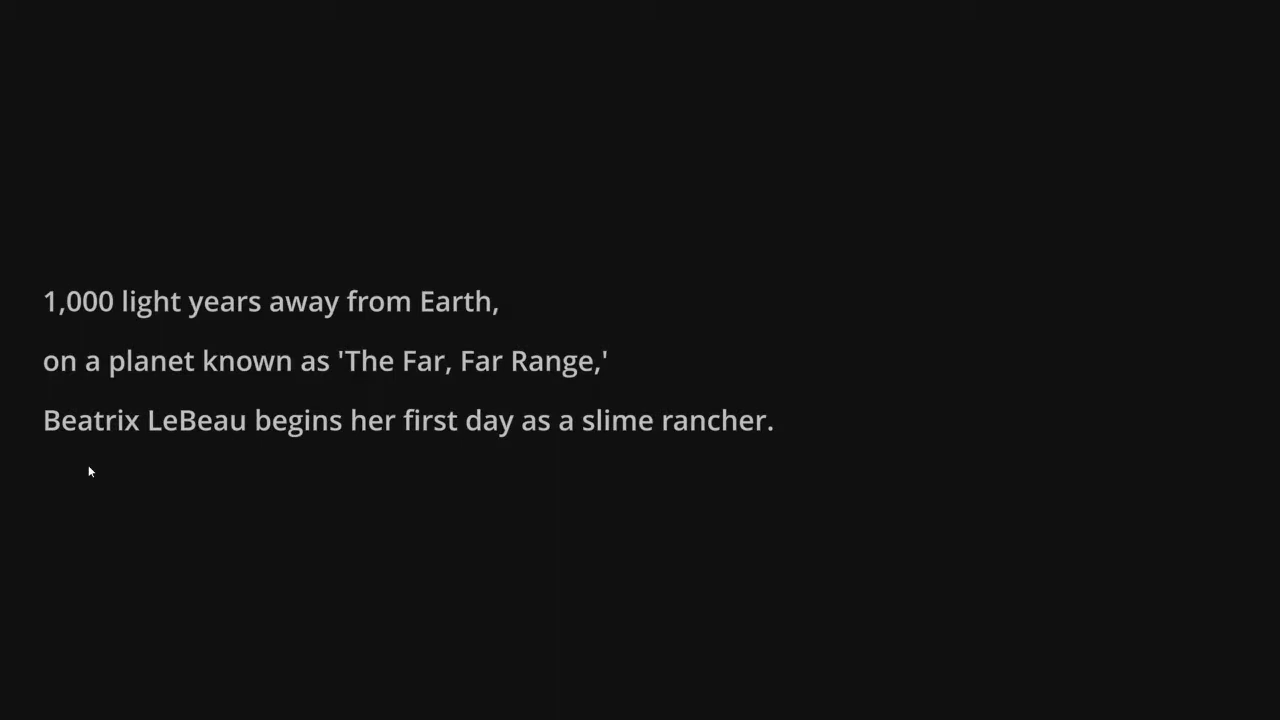 1,000 light years away from Earth,
on a planet known as 'The Far, Far Range,'
Beatrix LeBeau begins her first day as a slime rancher.